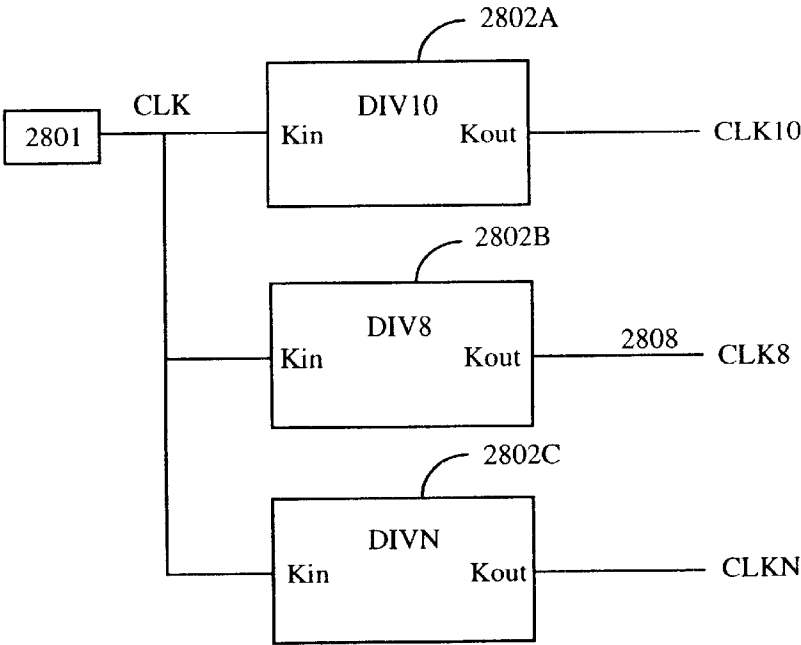 2802A
CLK
DIV10
2801
Kin
Kout
CLK10
2802B
DIV8
2808
Kin
Kout
CLK8
2802C
DIVN
Kin
Kout
CLKN